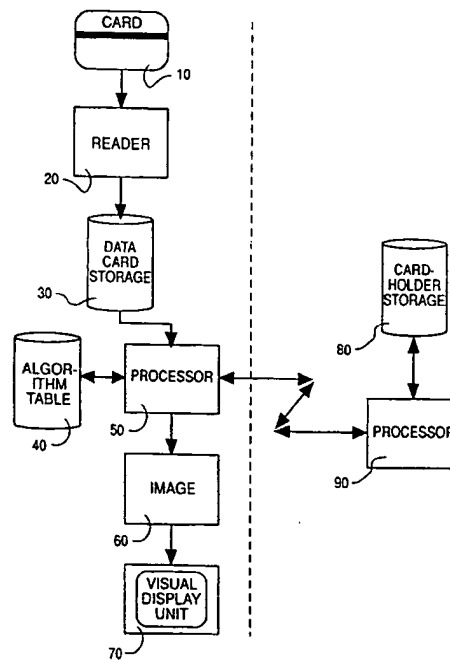 CARD
10
READER
20
DATA
CARD
STORAGE
30
ALGOR-
ITHM
TABLE
40
PROCESSOR
50
IMAGE
60
VISUAL
DISPLAY
UNIT
70
CARD-
HOLDER
STORAGE
80
PROCESSOR
90